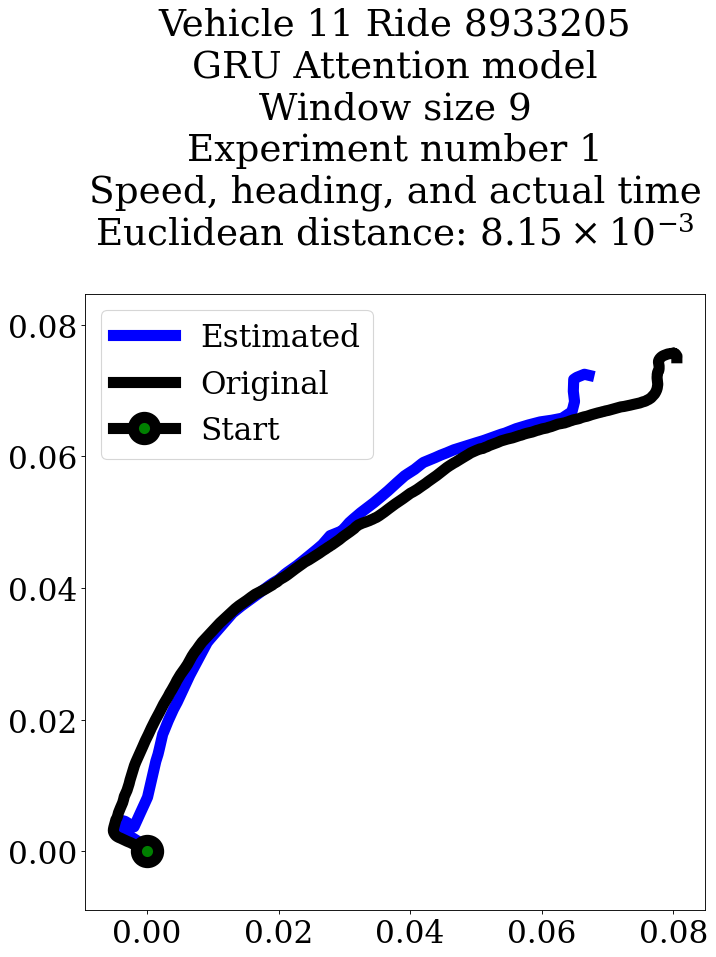 Vehicle 11 Ride 8933205
GRU Attention model
Window size 9
Experiment number 1
Speed, heading, and actual time
Euclidean distance: 8.15 × 10⁻³
Estimated
Original
Start
0.08
0.06
0.04
0.02
0.00
0.00 0.02 0.04 0.06 0.08